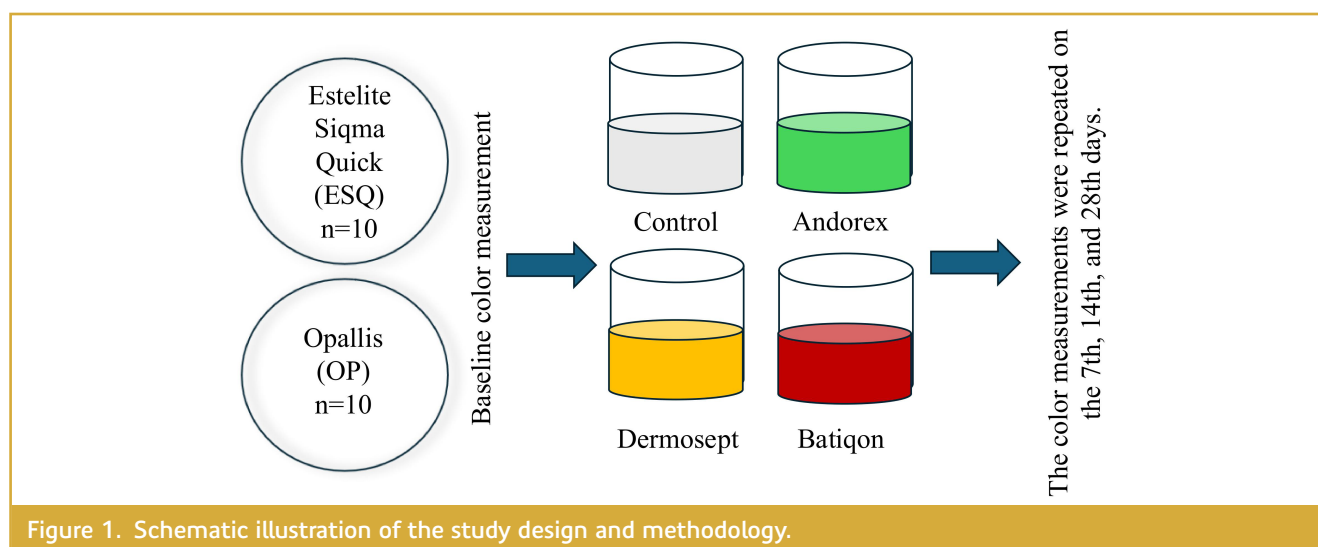 Estelite
Siqma
Quick
(ESQ)
n=10
Opallis
(OP)
n=10
Baseline color measurement
Control
Andorex
Dermosept
Batiqon
The color measurements were repeated on
the 7th, 14th, and 28th days.
Figure 1. Schematic illustration of the study design and methodology.